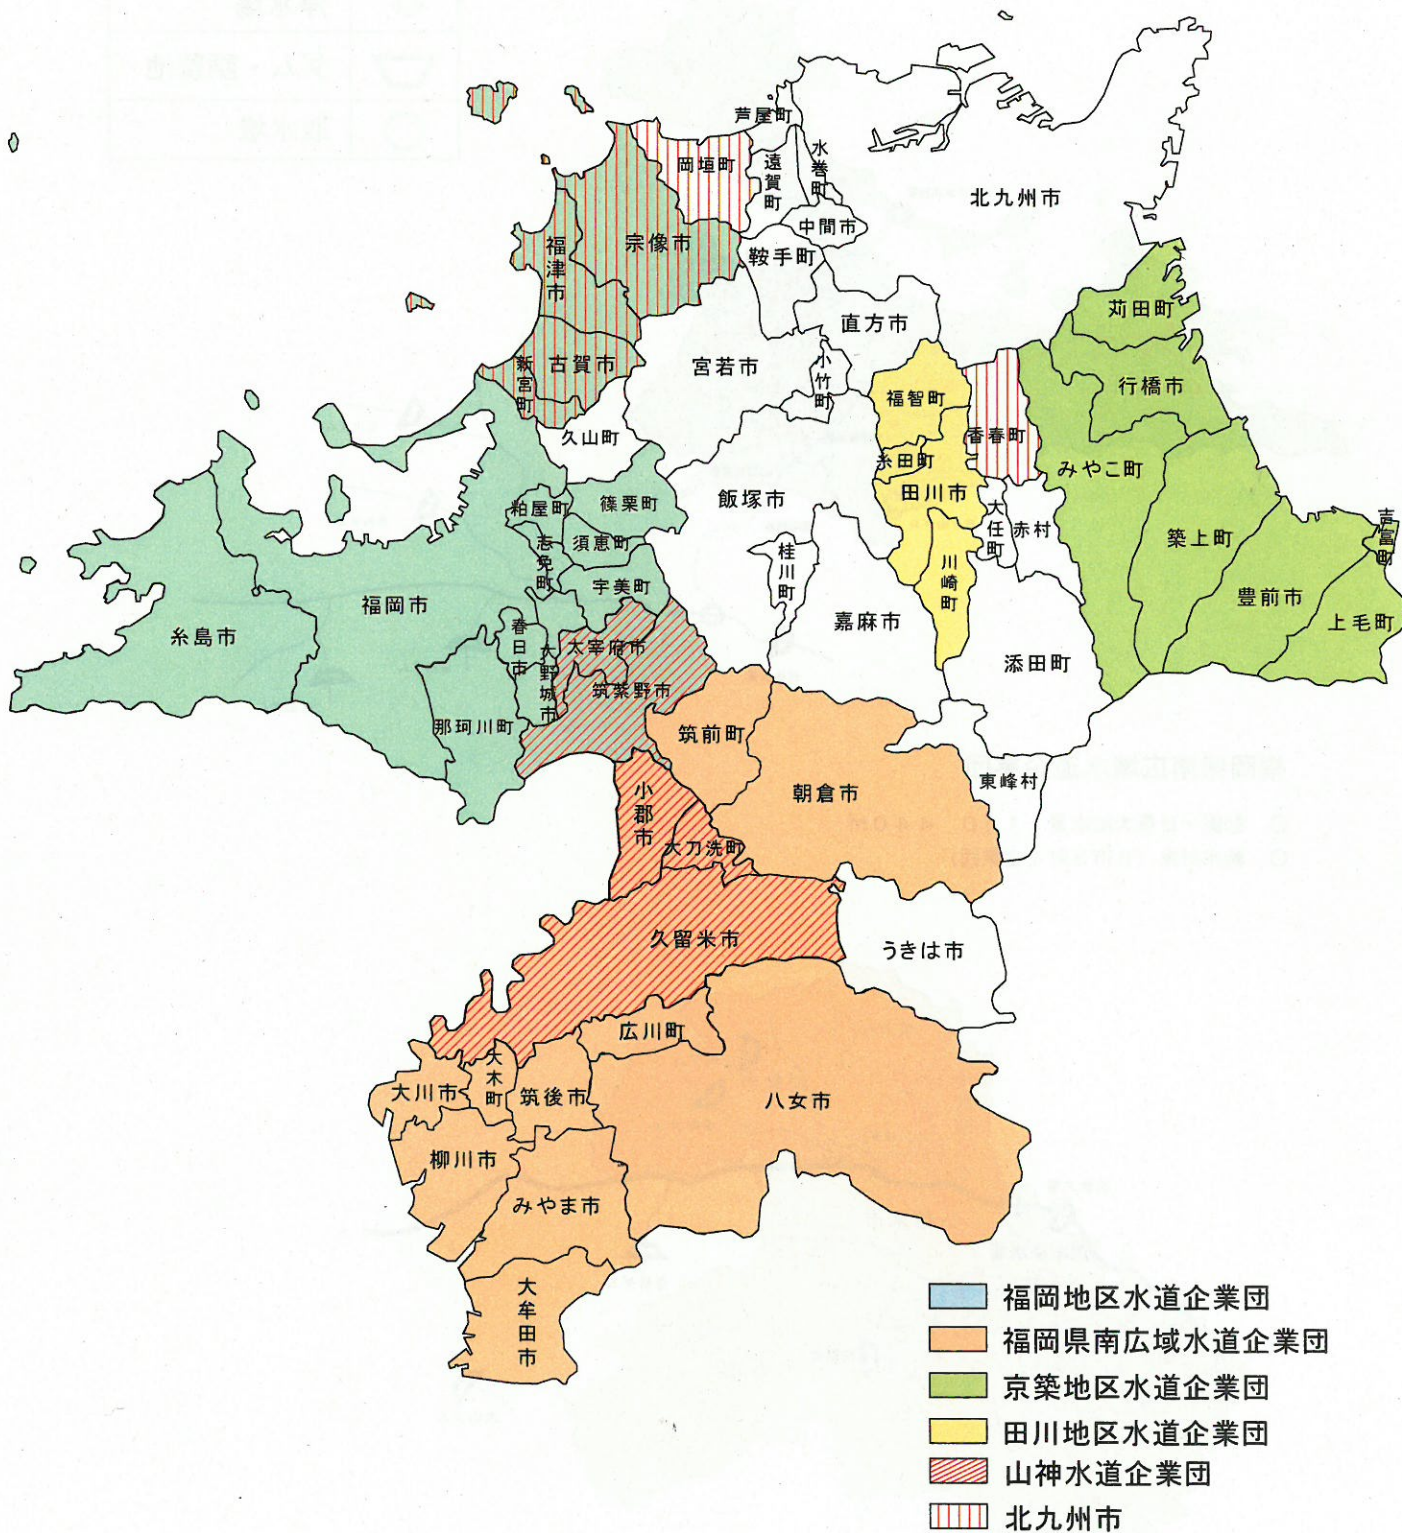 芦屋町
岡垣町
遠賀町
水巻町
北九州市
中間市
宗像市
福津市
鞍手町
苅田町
直方市
古賀市
宮若市
小竹町
新宮町
行橋市
福智町
香春町
久山町
みやこ町
糸田町
田川市
飯塚市
篠栗町
粕屋町
大任町
赤村
吉富町
築上町
須恵町
志免町
桂川町
川崎町
宇美町
福岡市
豊前市
嘉麻市
上毛町
糸島市
春日市
太宰府市
大野城市
添田町
筑紫野市
那珂川町
筑前町
東峰村
朝倉市
小郡市
大刀洗町
久留米市
うきは市
広川町
大木町
大川市
筑後市
八女市
柳川市
みやま市
大牟田市
福岡地区水道企業団
福岡県南広域水道企業団
京築地区水道企業団
田川地区水道企業団
山神水道企業団
北九州市